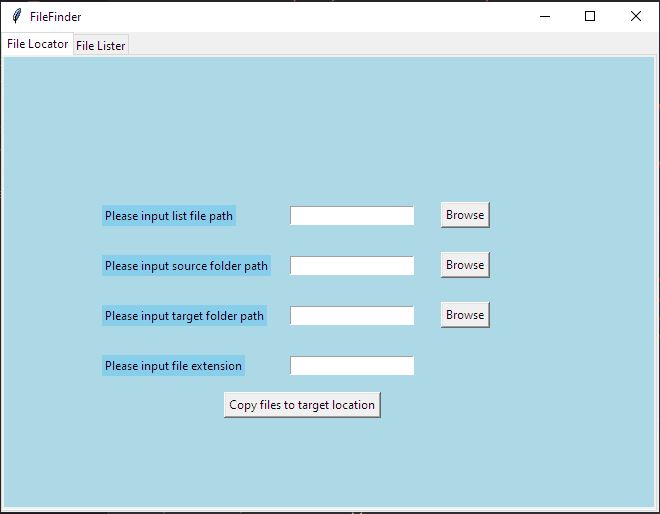 FileFinder
File Locator File Lister
Please input list file path Browse
Please input source folder path Browse
Please input target folder path Browse
Please input file extension
Copy files to target location